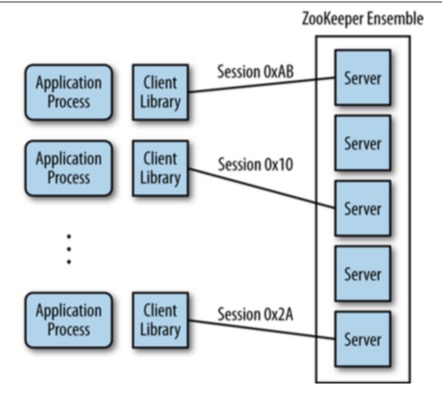 ZooKeeper Ensemble
Application
Process
Client
Library
Session 0xAB
Server
Server
Application
Process
Client
Library
Session 0x10
Server
Server
Application
Process
Client
Library
Session 0x2A
Server